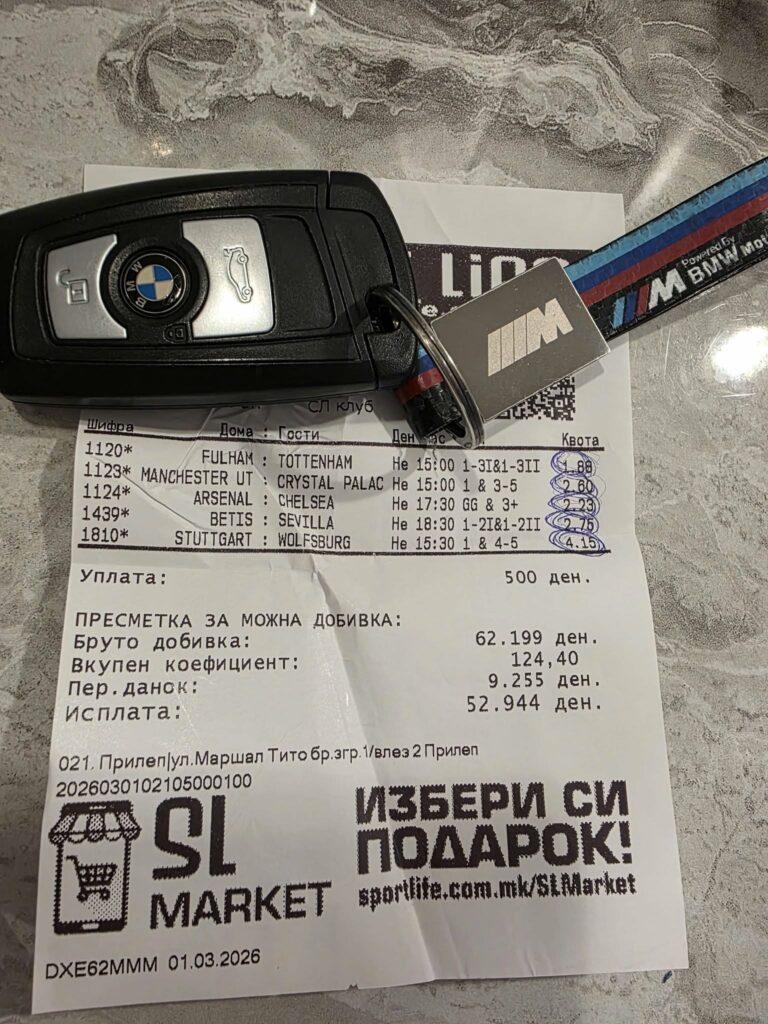 BMW
LiFe
M
Powered By
M BMW Mot
СЛ клуб
Шифра Дома : Гости Ден Квота
1120* FULHAM : TOTTENHAM Не 15:00 1-3I&1-3II 1.88
1123* MANCHESTER UT : CRYSTAL PALAC Не 15:00 1 & 3-5 2.60
1124* ARSENAL : CHELSEA Не 17:30 GG & 3+ 2.23
1439* BETIS : SEVILLA Не 18:30 1-2I&1-2II 2.75
1810* STUTTGART : WOLFSBURG Не 15:30 1 & 4-5 4.15
Уплата: 500 ден.
ПРЕСМЕТКА ЗА МОЖНА ДОБИВКА:
Бруто добивка: 62.199 ден.
Вкупен коефициент: 124,40
Пер.данок: 9.255 ден.
Исплата: 52.944 ден.
021. Прилеп|ул.Маршал Тито бр.згр.1/влез 2 Прилеп
2026030102105000100
SL
MARKET
ИЗБЕРИ СИ
ПОДАРОК!
sportlife.com.mk/SLMarket
DXE62MMM 01.03.2026